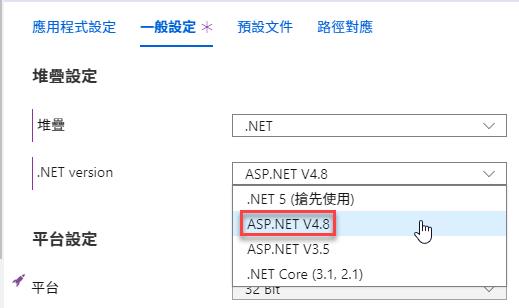 應用程式設定 一般設定 * 預設文件 路徑對應
堆疊設定
堆疊 .NET
.NET version ASP.NET V4.8
.NET 5 (搶先使用)
ASP.NET V4.8
平台設定
ASP.NET V3.5
.NET Core (3.1, 2.1)
平台 32 Bit